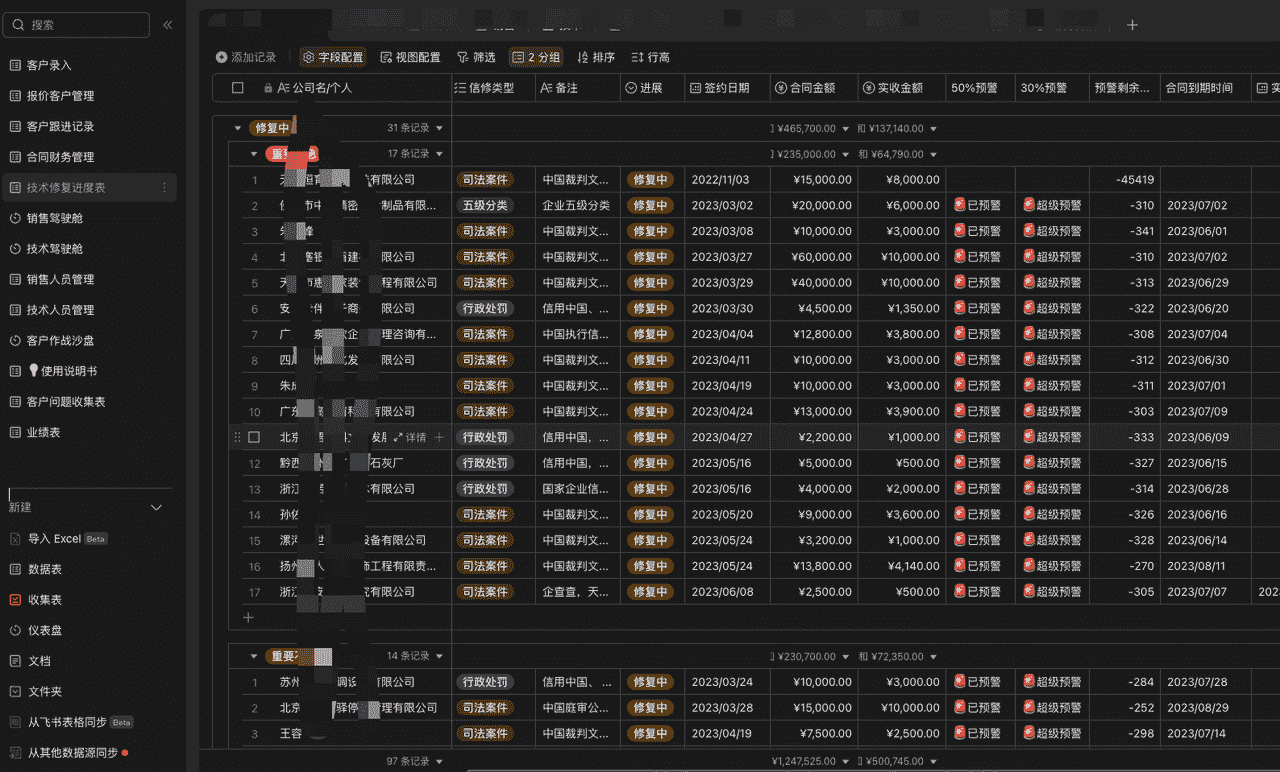 搜索
客户录入
报价客户管理
客户跟进记录
合同财务管理
技术修复进度表
销售驾驶舱
技术驾驶舱
销售人员管理
技术人员管理
客户作战沙盘
使用说明书
客户问题收集表
业绩表
新建
导入 Excel Beta
数据表
收集表
仪表盘
文档
文件夹
从飞书表格同步 Beta
从其他数据源同步
添加记录 字段配置 视图配置 筛选 2 分组 排序 行高
公司名/个人 信修类型 备注 进展 签约日期 合同金额 实收金额 50%预警 30%预警 预警剩余... 合同到期时间
修复中 31 条记录 ¥465,700.00 和 ¥137,140.00
17 条记录 ¥235,000.00 和 ¥64,790.00
1 有限公司 司法案件 中国裁判文... 修复中 2022/11/03 ¥15,000.00 ¥8,000.00 -45419
2 市中 精密 制品有限... 五级分类 企业五级分类 修复中 2023/03/02 ¥20,000.00 ¥6,000.00 已预警 超级预警 -310 2023/07/02
3 司法案件 中国裁判文... 修复中 2023/03/08 ¥10,000.00 ¥3,000.00 已预警 超级预警 -341 2023/06/01
4 北 限公司 司法案件 中国裁判文... 修复中 2023/03/27 ¥60,000.00 ¥10,000.00 已预警 超级预警 -310 2023/07/02
5 程有限公司 司法案件 中国裁判文... 修复中 2023/03/29 ¥40,000.00 ¥10,000.00 已预警 超级预警 -313 2023/06/29
6 安 限公司 行政处罚 信用中国、... 修复中 2023/03/30 ¥4,500.00 ¥1,350.00 已预警 超级预警 -322 2023/06/20
7 广 理咨询有... 司法案件 中国执行信... 修复中 2023/04/04 ¥12,800.00 ¥3,800.00 已预警 超级预警 -308 2023/07/04
8 四 限公司 司法案件 中国裁判文... 修复中 2023/04/11 ¥10,000.00 ¥3,000.00 已预警 超级预警 -312 2023/06/30
9 朱 司法案件 中国裁判文... 修复中 2023/04/19 ¥10,000.00 ¥3,000.00 已预警 超级预警 -311 2023/07/01
10 广东 有限公司 司法案件 中国裁判文... 修复中 2023/04/24 ¥13,000.00 ¥3,900.00 已预警 超级预警 -303 2023/07/09
北京 发展 详情 行政处罚 信用中国，... 修复中 2023/04/27 ¥2,200.00 ¥1,000.00 已预警 超级预警 -333 2023/06/09
12 黔西 石灰厂 行政处罚 信用中国，... 修复中 2023/05/16 ¥5,000.00 ¥500.00 已预警 超级预警 -327 2023/06/15
13 浙江 有限公司 行政处罚 国家企业信... 修复中 2023/05/16 ¥4,000.00 ¥2,000.00 已预警 超级预警 -314 2023/06/28
14 孙 司法案件 中国裁判文... 修复中 2023/05/20 ¥9,000.00 ¥3,600.00 已预警 超级预警 -326 2023/06/16
15 漯河 设备有限公司 司法案件 中国裁判文... 修复中 2023/05/24 ¥3,200.00 ¥1,000.00 已预警 超级预警 -328 2023/06/14
16 扬州 工程有限责... 司法案件 中国裁判文... 修复中 2023/05/24 ¥13,800.00 ¥4,140.00 已预警 超级预警 -270 2023/08/11
17 浙江 有限公司 司法案件 企查查，天... 修复中 2023/06/08 ¥2,500.00 ¥500.00 已预警 超级预警 -305 2023/07/07
重要 14 条记录 ¥230,700.00 和 ¥72,350.00
1 苏州 调设 有限公司 行政处罚 信用中国、... 修复中 2023/03/24 ¥10,000.00 ¥3,000.00 已预警 超级预警 -284 2023/07/28
2 北京 驿停 理有限公司 司法案件 中国庭审公... 修复中 2023/03/28 ¥15,000.00 ¥10,000.00 已预警 超级预警 -252 2023/08/29
3 王容 司法案件 中国裁判文... 修复中 2023/04/19 ¥7,500.00 ¥2,500.00 已预警 超级预警 -298 2023/07/14
97 条记录 ¥1,247,525.00 ¥500,745.00